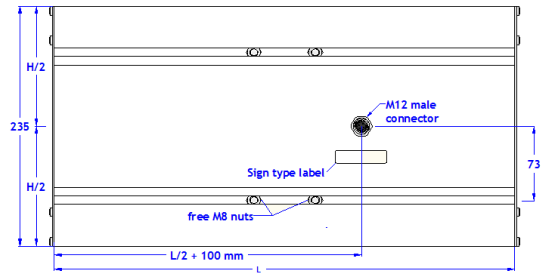 H/2
M12 male
connector
235
73
Sign type label
H/2
free M8 nuts
L/2 + 100 mm
L